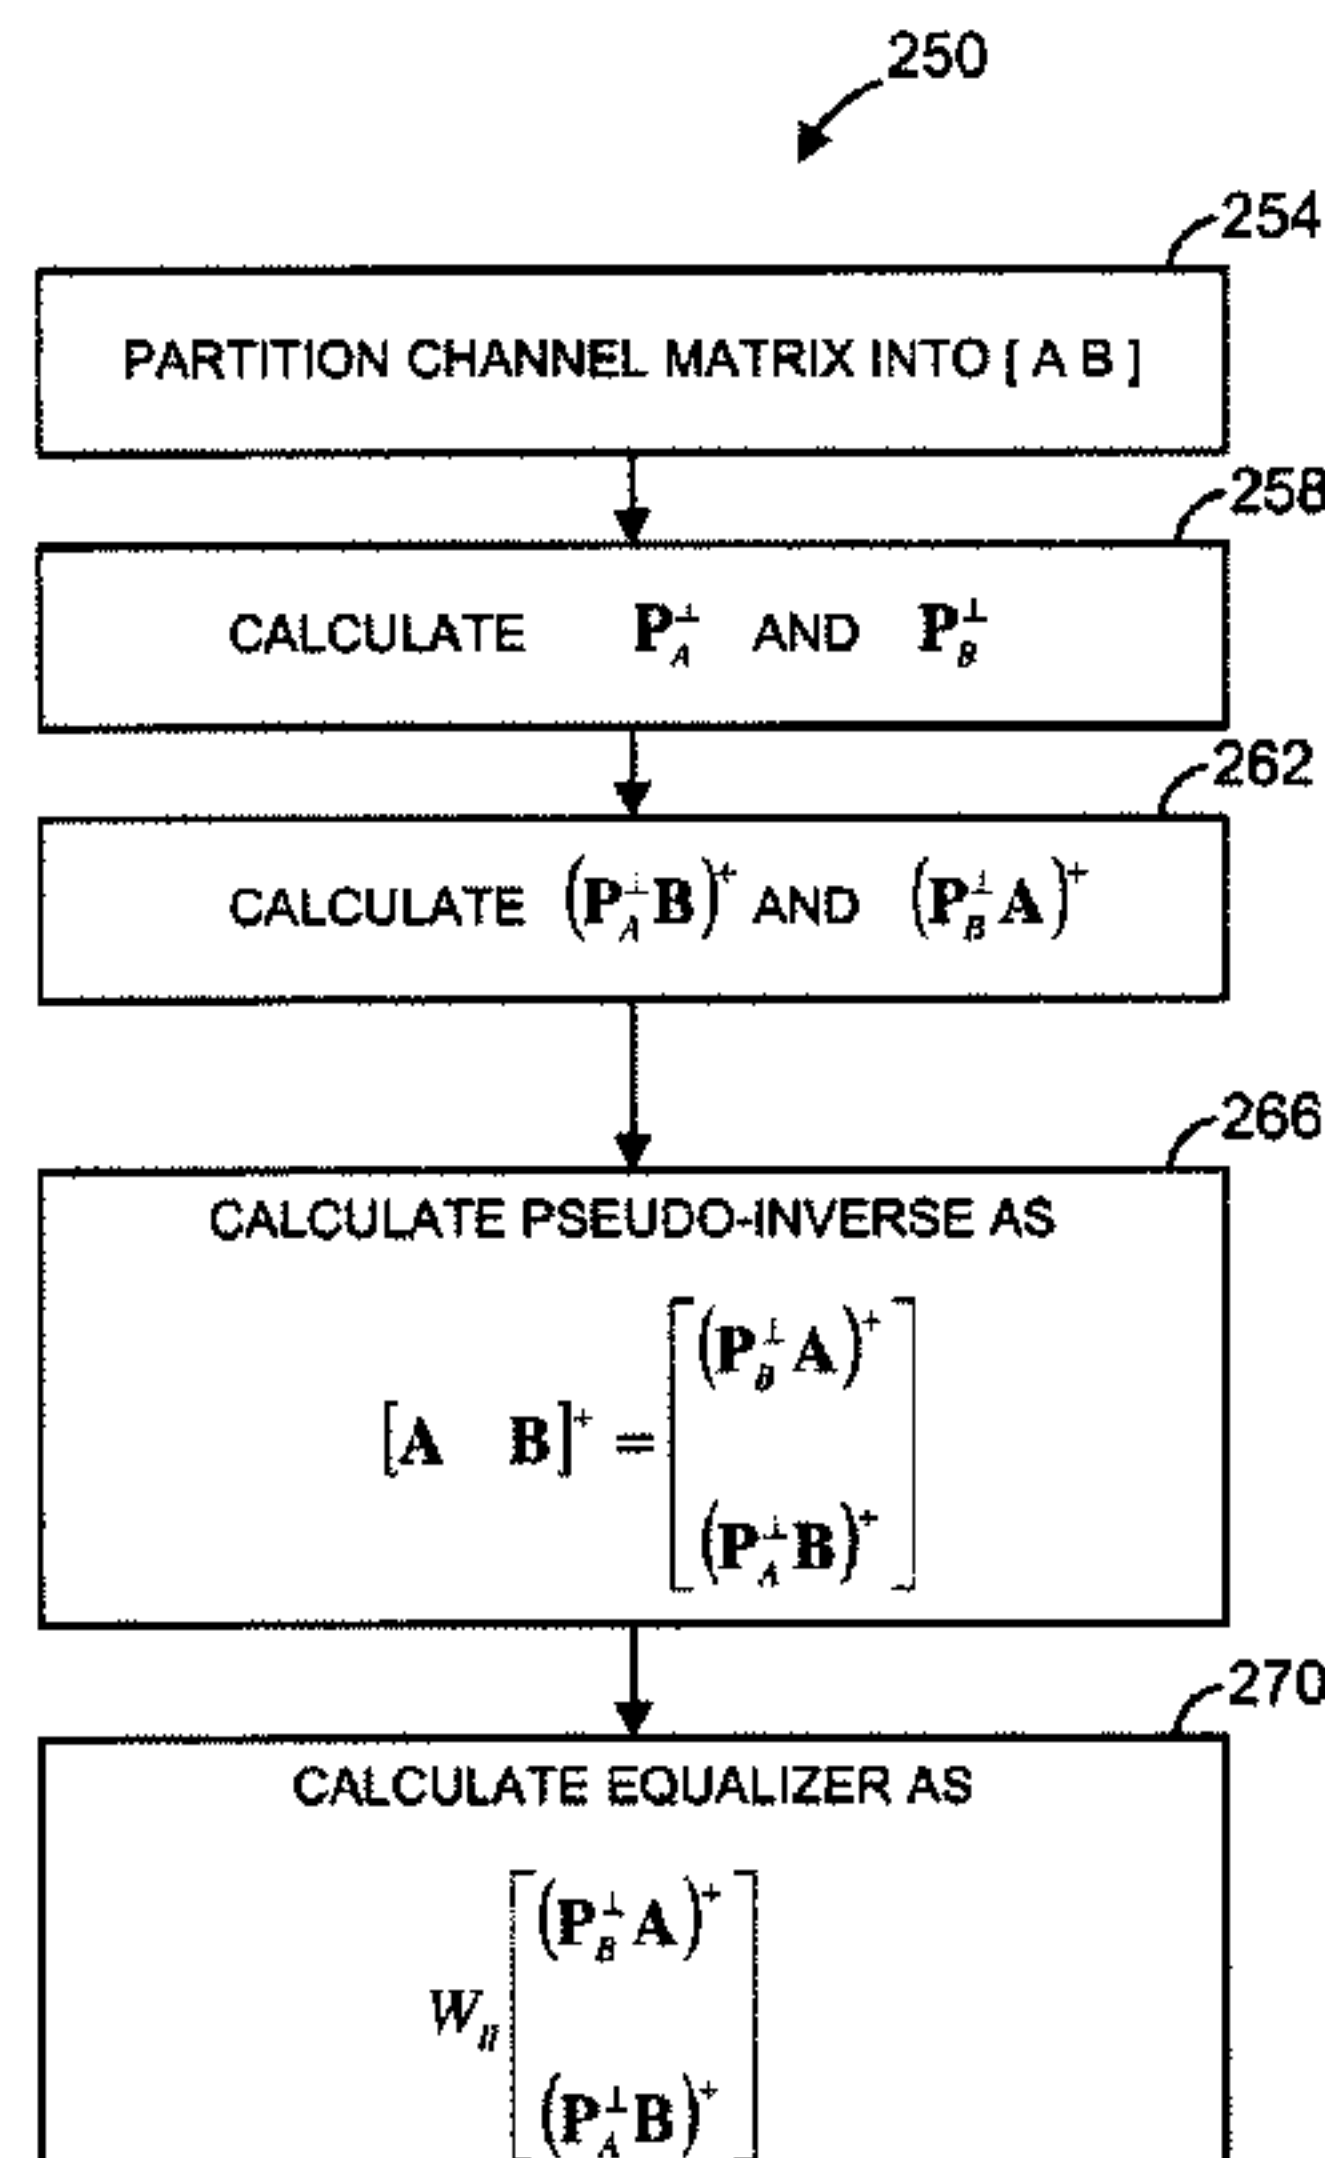 250
254
PARTITION CHANNEL MATRIX INTO [ A B ]
258
CALCULATE P_A^⊥ AND P_B^⊥
262
CALCULATE (P_A^⊥ B)^+ AND (P_B^⊥ A)^+
266
CALCULATE PSEUDO-INVERSE AS
(P_B^⊥ A)^+
[A B]^+ =
(P_A^⊥ B)^+
270
CALCULATE EQUALIZER AS
(P_B^⊥ A)^+
W
(P_A^⊥ B)^+